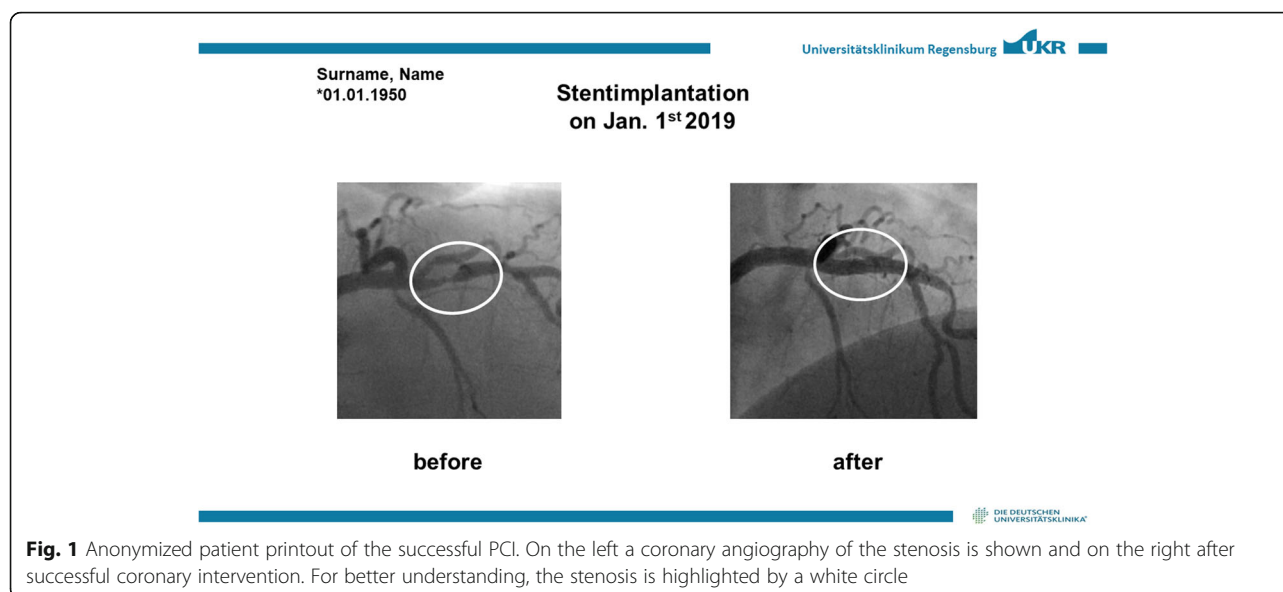 Universitätsklinikum Regensburg UKR
Surname, Name
*01.01.1950
Stentimplantation
on Jan. 1st 2019
before
after
DIE DEUTSCHEN
UNIVERSITÄTSKLINIKA®
Fig. 1 Anonymized patient printout of the successful PCI. On the left a coronary angiography of the stenosis is shown and on the right after
successful coronary intervention. For better understanding, the stenosis is highlighted by a white circle